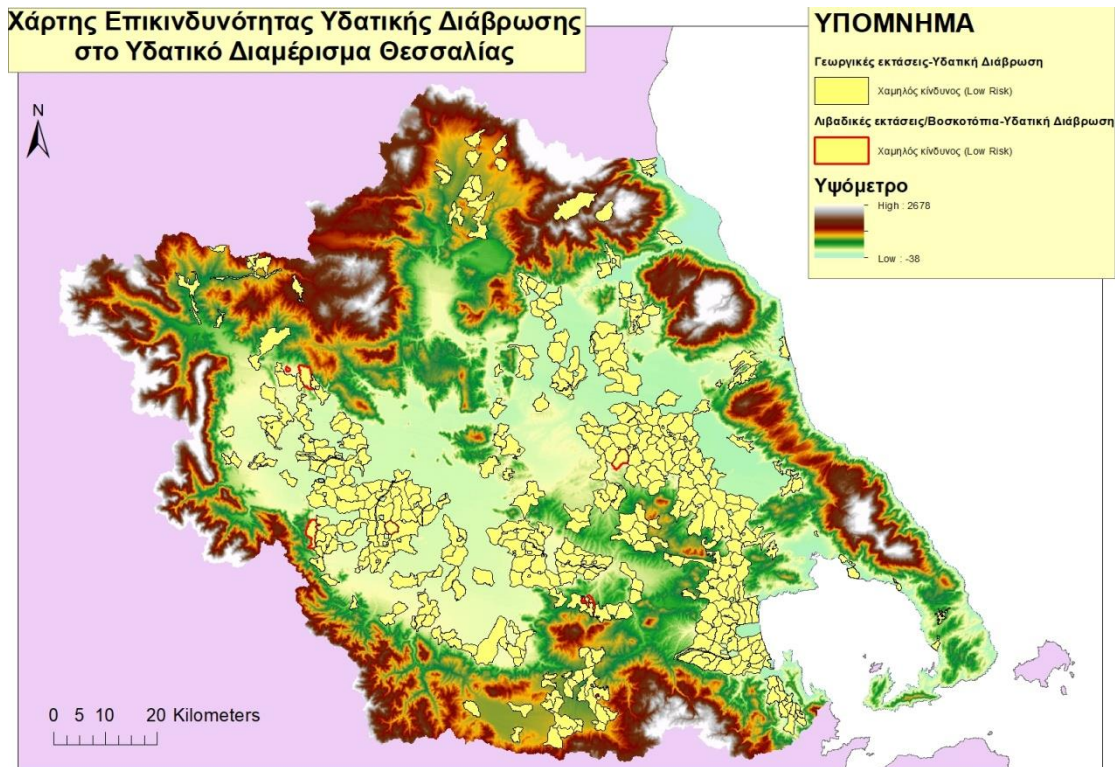 Χάρτης Επικινδυνότητας Υδατικής Διάβρωσης
στο Υδατικό Διαμέρισμα Θεσσαλίας
N
0 5 10 20 Kilometers
ΥΠΟΜΝΗΜΑ
Γεωργικές εκτάσεις-Υδατική Διάβρωση
Χαμηλός κίνδυνος (Low Risk)
Λιβαδικές εκτάσεις/Βοσκοτόπια-Υδατική Διάβρωση
Χαμηλός κίνδυνος (Low Risk)
Υψόμετρο
High : 2678
Low : -38